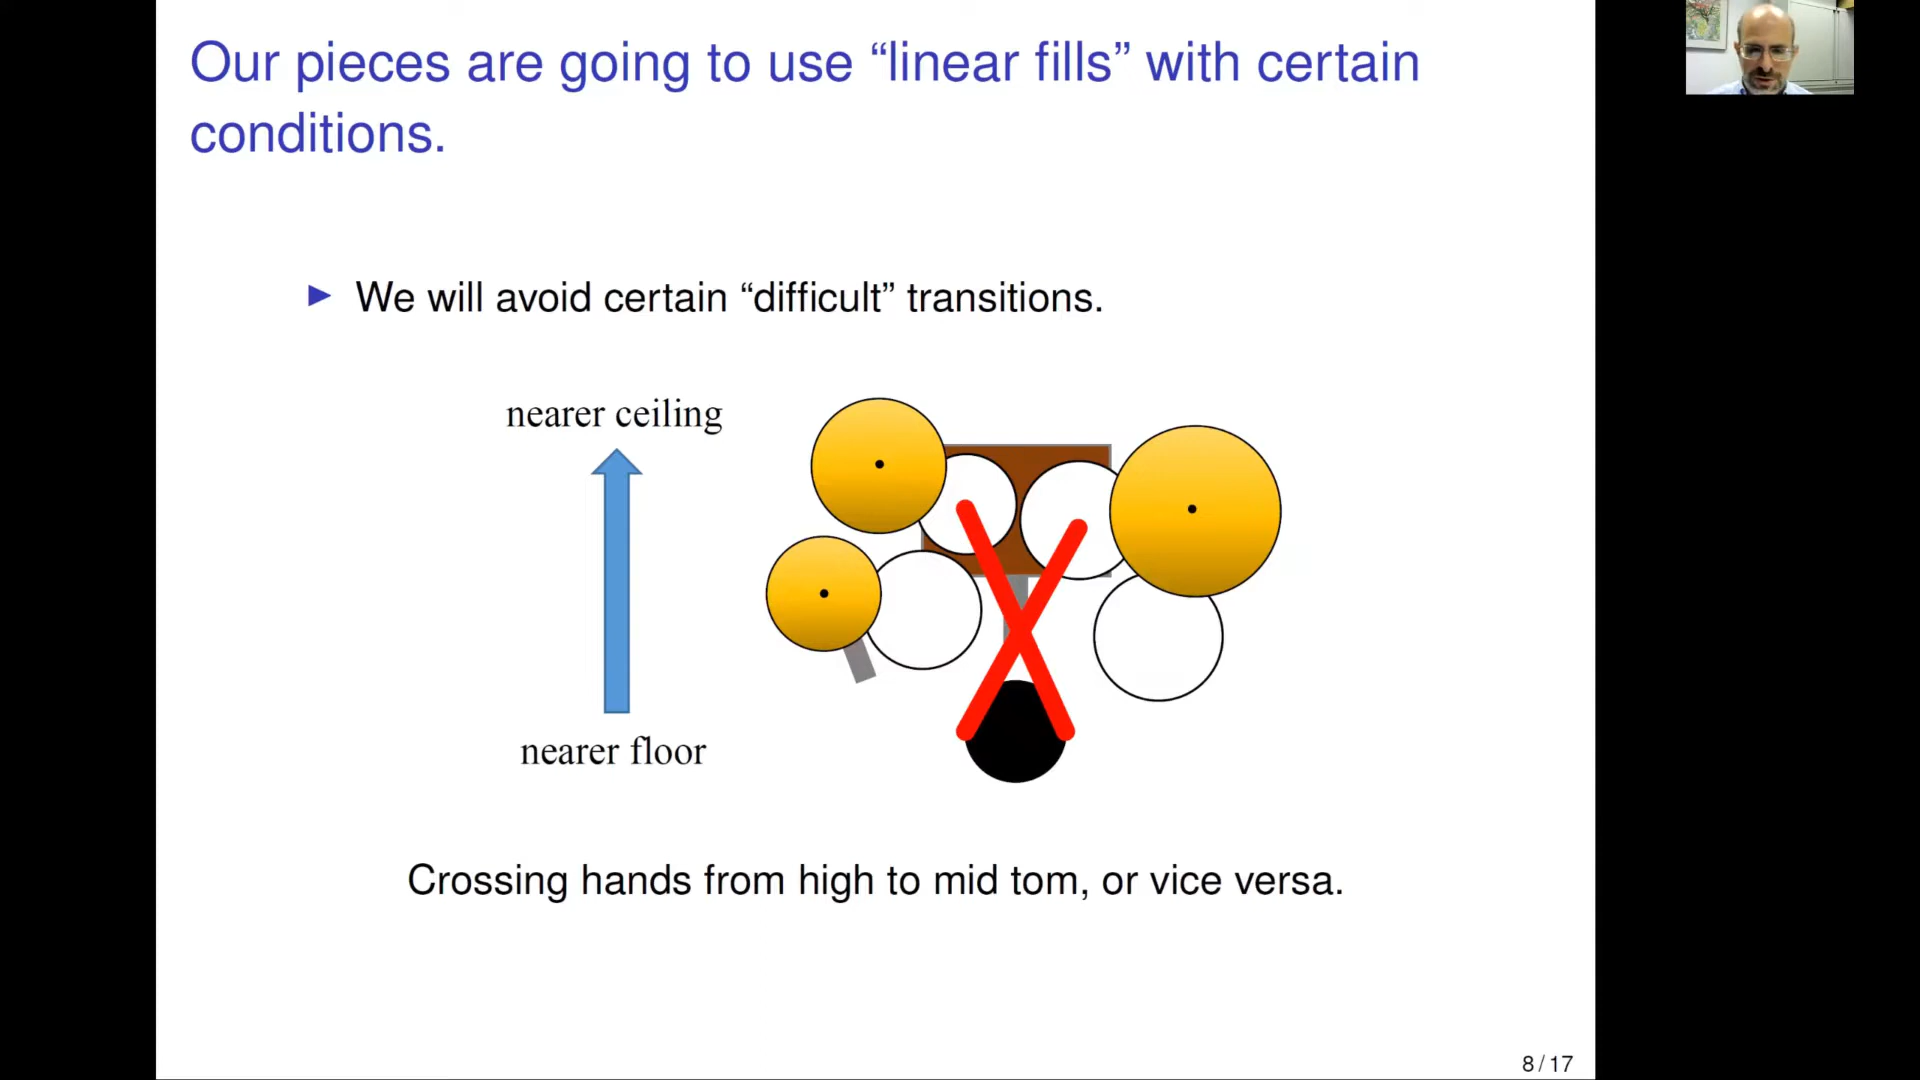 Our pieces are going to use “linear fills” with certain
conditions.
We will avoid certain “difficult” transitions.
nearer ceiling
nearer floor
Crossing hands from high to mid tom, or vice versa.
8 / 17